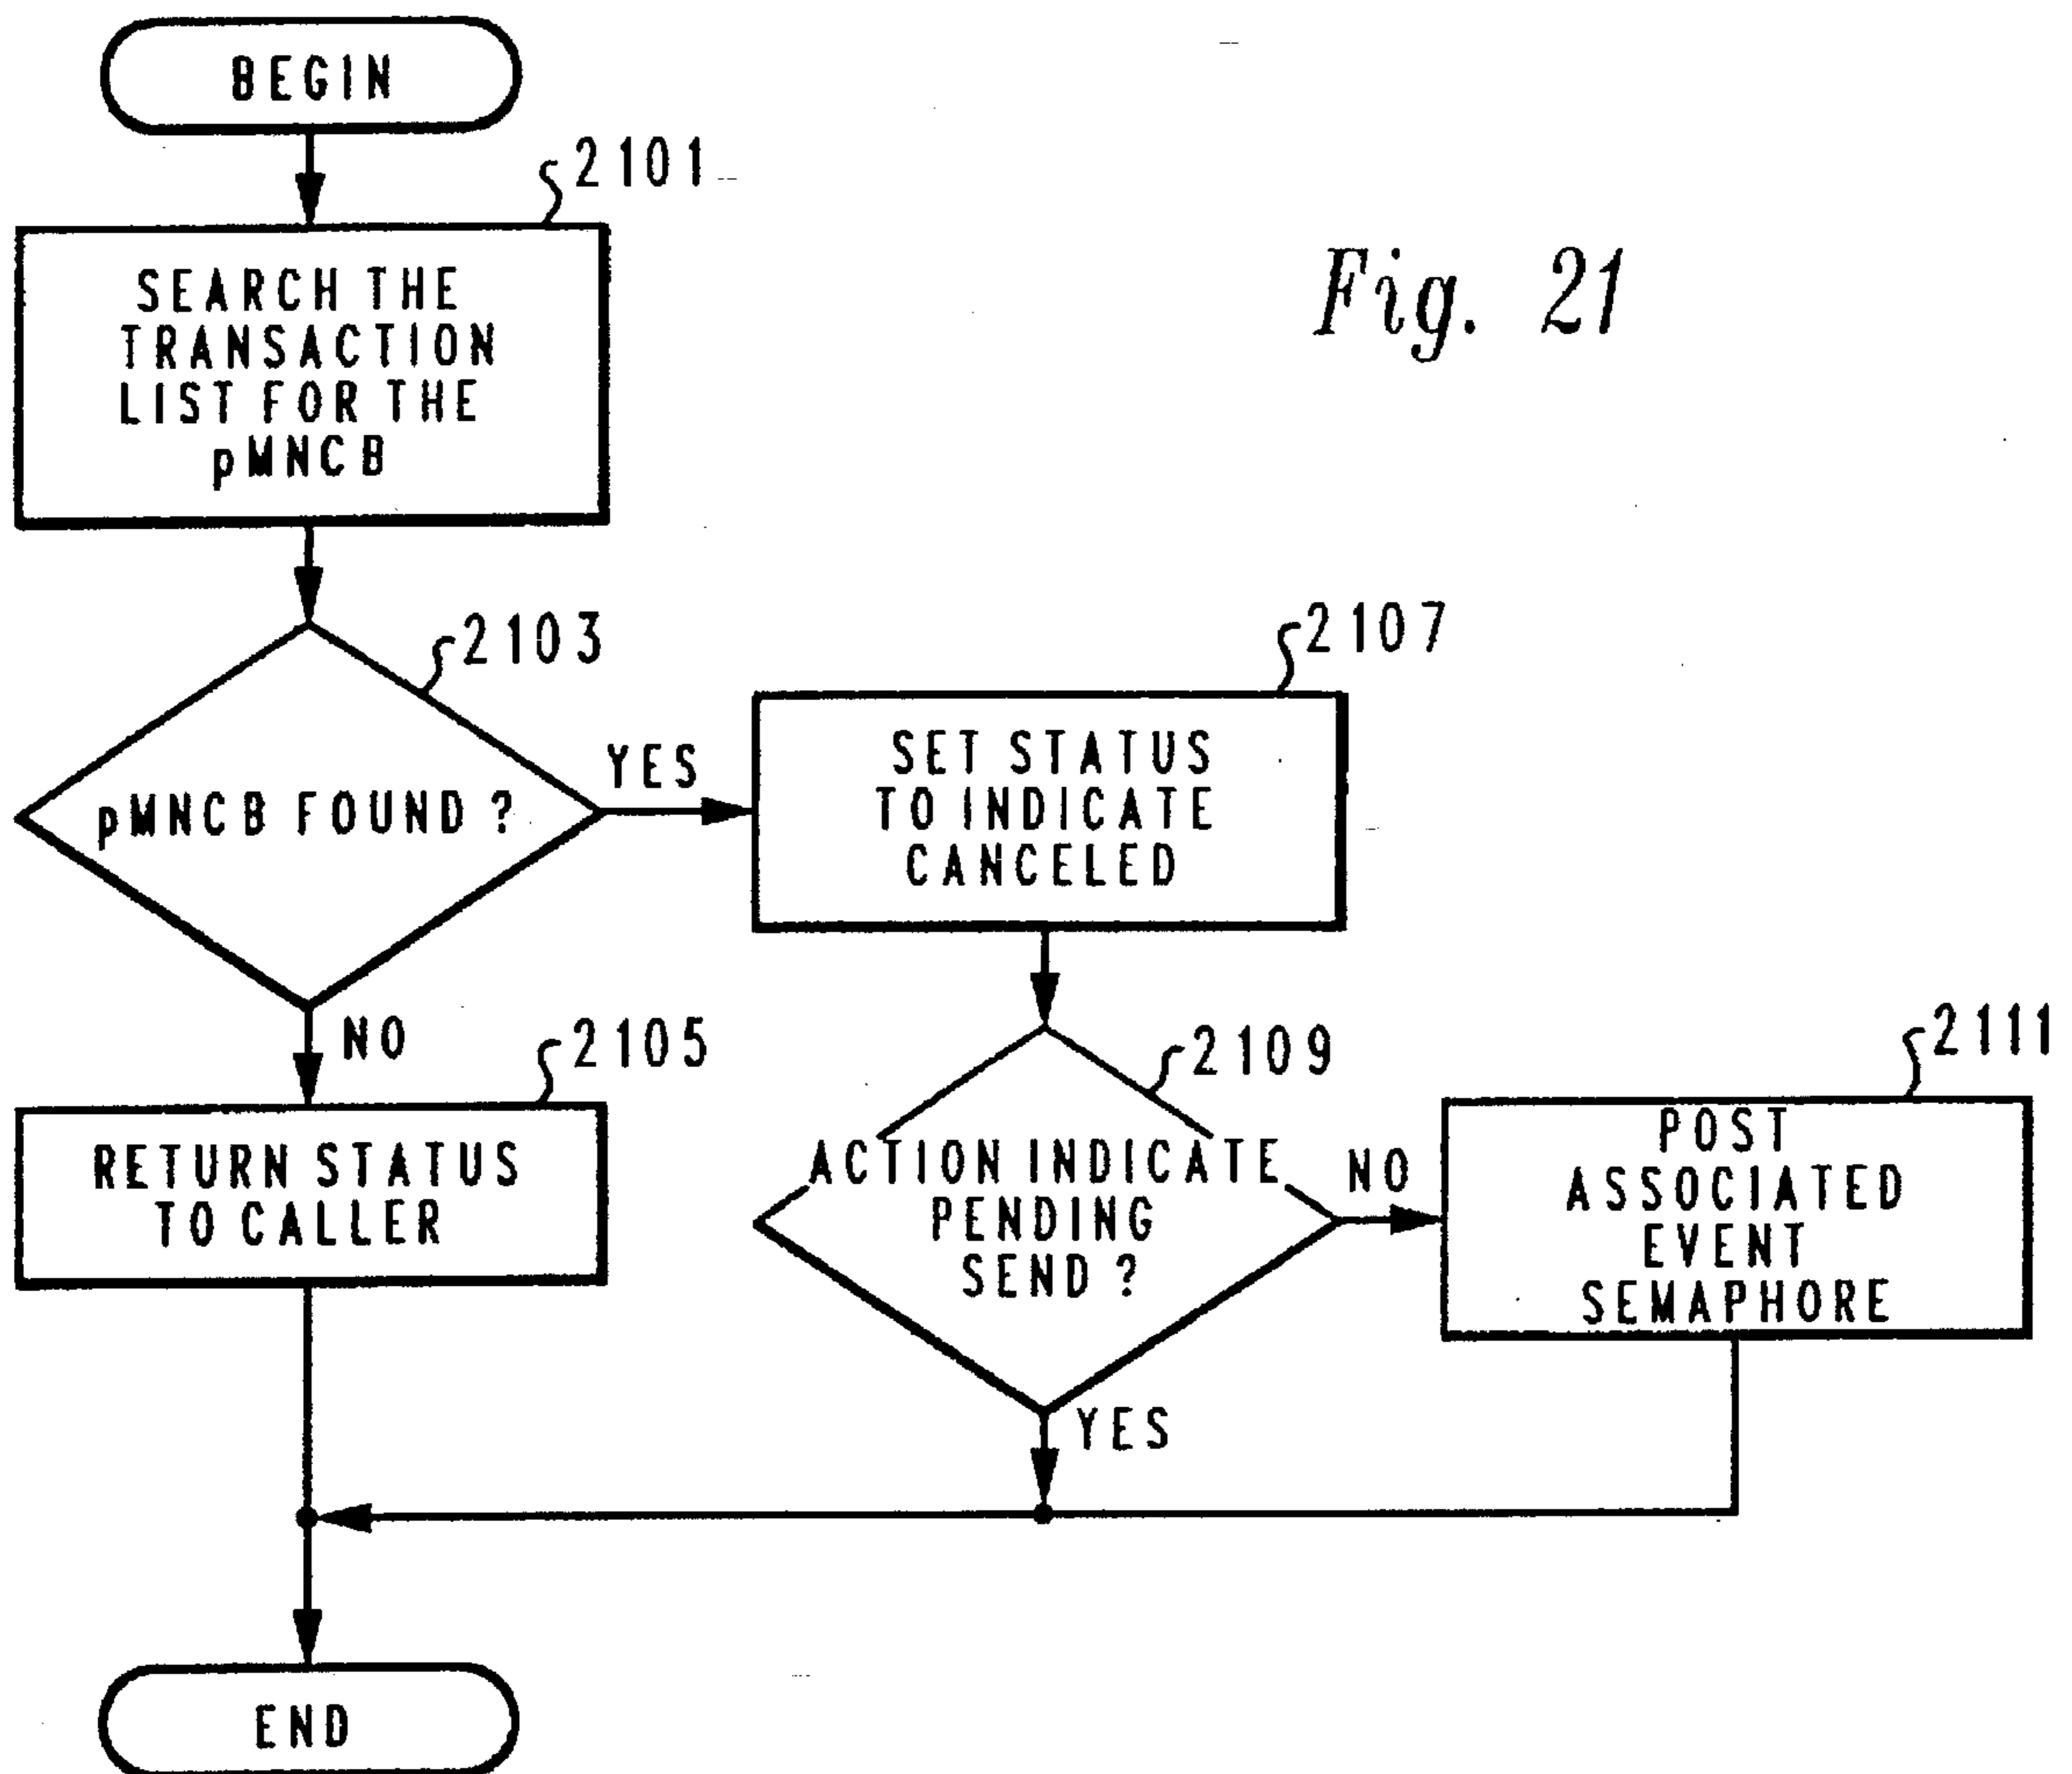 BEGIN
2101
SEARCH THE
TRANSACTION
LIST FOR THE
pMNCB
Fig. 21
2103
pMNCB FOUND ?
YES
NO
2107
SET STATUS
TO INDICATE
CANCELED
2105
RETURN STATUS
TO CALLER
2109
ACTION INDICATE
PENDING
SEND ?
NO
YES
2111
POST
ASSOCIATED
EVENT
SEMAPHORE
END